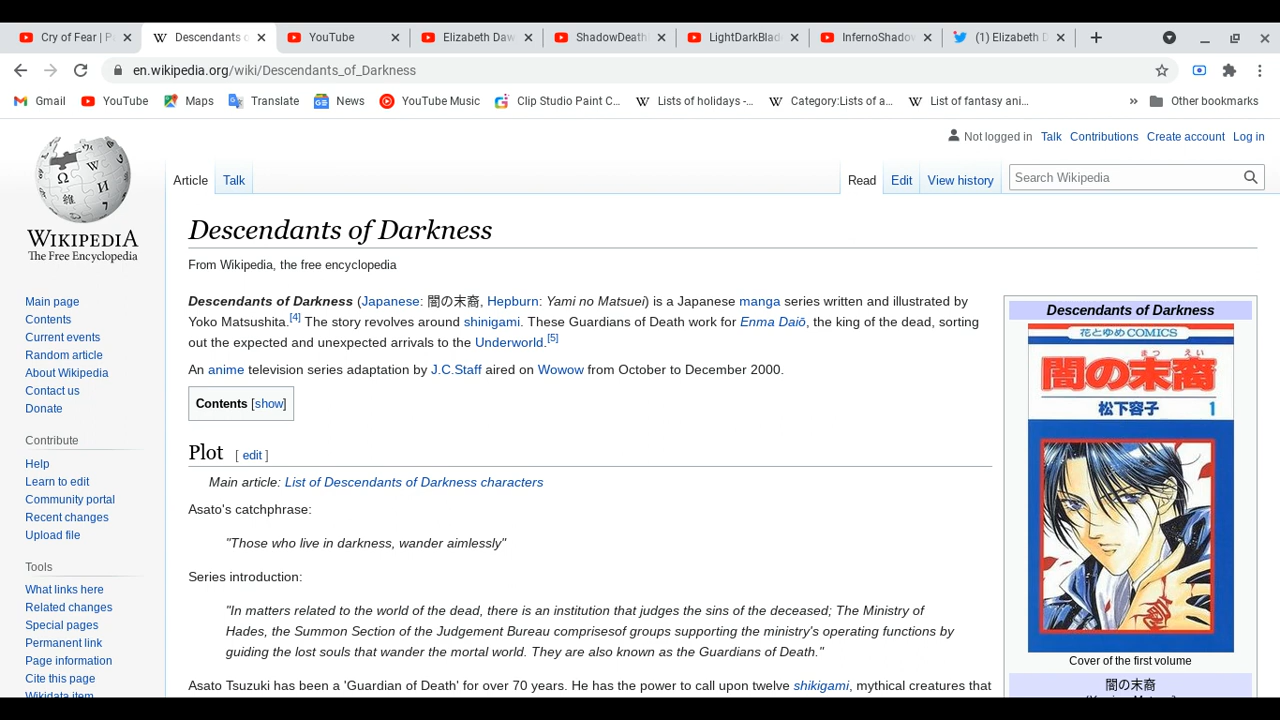 Cry of Fear | P
Descendants o
YouTube
Elizabeth Daw
ShadowDeath
LightDarkBlad
InfernoShadow
(1) Elizabeth D
en.wikipedia.org/wiki/Descendants_of_Darkness
Gmail YouTube Maps Translate News YouTube Music Clip Studio Paint C... Lists of holidays -... Category:Lists of a... List of fantasy ani... » Other bookmarks
Not logged in Talk Contributions Create account Log in
Article Talk Read Edit View history Search Wikipedia
WIKIPEDIA
The Free Encyclopedia
Main page
Contents
Current events
Random article
About Wikipedia
Contact us
Donate
Contribute
Help
Learn to edit
Community portal
Recent changes
Upload file
Tools
What links here
Related changes
Special pages
Permanent link
Page information
Cite this page
Wikidata item
Descendants of Darkness
From Wikipedia, the free encyclopedia
Descendants of Darkness (Japanese: 闇の末裔, Hepburn: Yami no Matsuei) is a Japanese manga series written and illustrated by
Yoko Matsushita.[4] The story revolves around shinigami. These Guardians of Death work for Enma Daiō, the king of the dead, sorting
out the expected and unexpected arrivals to the Underworld.[5]
An anime television series adaptation by J.C.Staff aired on Wowow from October to December 2000.
Contents [show]
Plot [ edit ]
Main article: List of Descendants of Darkness characters
Asato's catchphrase:
"Those who live in darkness, wander aimlessly"
Series introduction:
"In matters related to the world of the dead, there is an institution that judges the sins of the deceased; The Ministry of
Hades, the Summon Section of the Judgement Bureau comprisesof groups supporting the ministry's operating functions by
guiding the lost souls that wander the mortal world. They are also known as the Guardians of Death."
Asato Tsuzuki has been a 'Guardian of Death' for over 70 years. He has the power to call upon twelve shikigami, mythical creatures that
Descendants of Darkness
花とゆめCOMICS
まつ えい
闇の末裔
松下容子 1
Cover of the first volume
闇の末裔